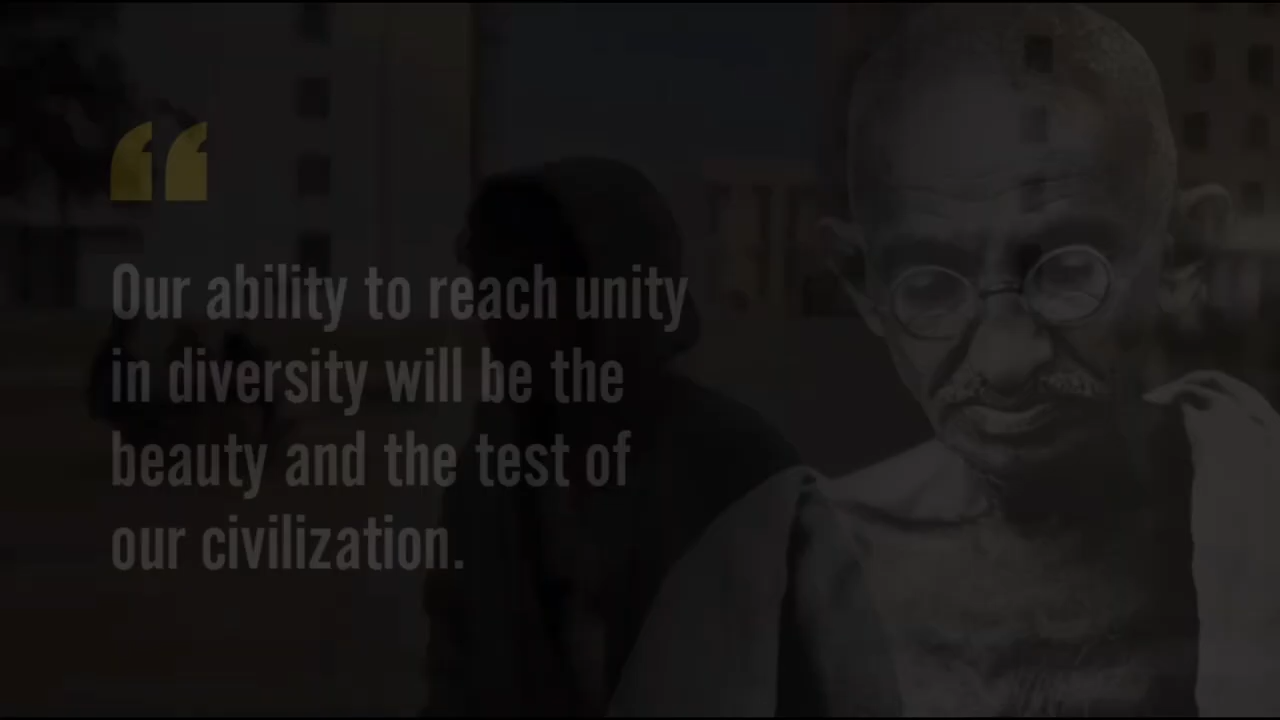 “
Our ability to reach unity
in diversity will be the
beauty and the test of
our civilization.